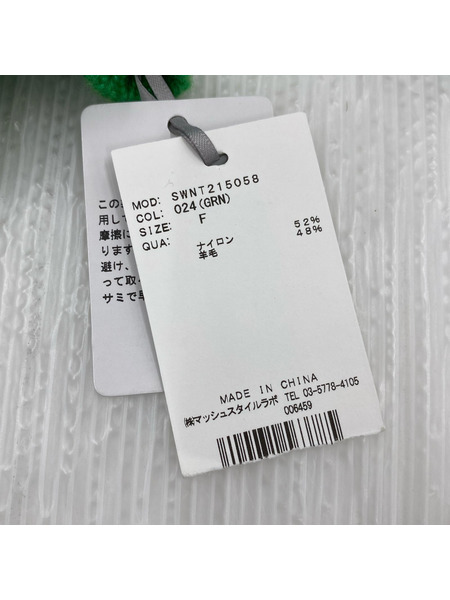 MOD: SWNT215058
COL: 024(GRN)
SIZE: F
QUA: ナイロン 52%
羊毛 48%
MADE IN CHINA
㈱マッシュスタイルラボ TEL 03-5778-4105
006459
この
用して
摩擦に
ります
避け、
って取
サミで